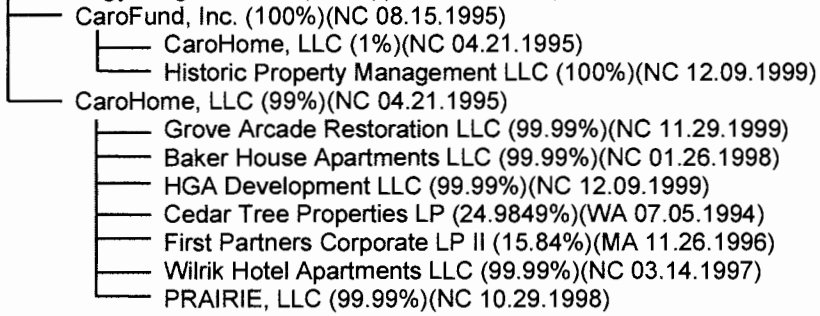 CaroFund, Inc. (100%)(NC 08.15.1995)
CaroHome, LLC (1%)(NC 04.21.1995)
Historic Property Management LLC (100%)(NC 12.09.1999)
CaroHome, LLC (99%)(NC 04.21.1995)
Grove Arcade Restoration LLC (99.99%)(NC 11.29.1999)
Baker House Apartments LLC (99.99%)(NC 01.26.1998)
HGA Development LLC (99.99%)(NC 12.09.1999)
Cedar Tree Properties LP (24.9849%)(WA 07.05.1994)
First Partners Corporate LP II (15.84%)(MA 11.26.1996)
Wilrik Hotel Apartments LLC (99.99%)(NC 03.14.1997)
PRAIRIE, LLC (99.99%)(NC 10.29.1998)